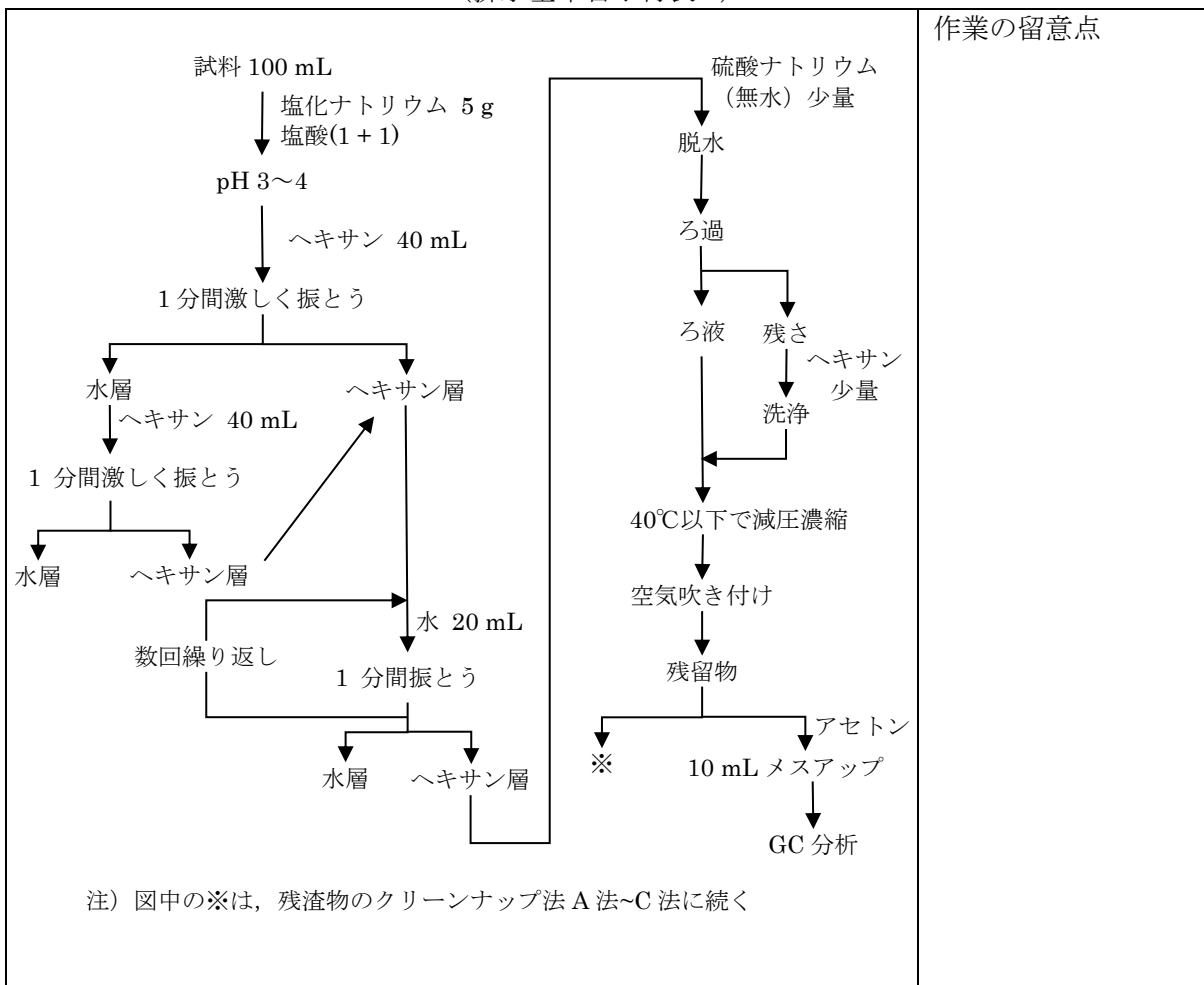 試料 100 mL
塩化ナトリウム 5 g
塩酸(1 + 1)
pH 3～4
ヘキサン 40 mL
1 分間激しく振とう
水層
ヘキサン層
ヘキサン 40 mL
1 分間激しく振とう
水層
ヘキサン層
水 20 mL
数回繰り返し
1 分間振とう
水層
ヘキサン層
硫酸ナトリウム
（無水）少量
脱水
ろ過
ろ液
残さ
ヘキサン
少量
洗浄
40℃以下で減圧濃縮
空気吹き付け
残留物
※
アセトン
10 mL メスアップ
GC 分析
注）図中の※は，残渣物のクリーンナップ法 A 法~C 法に続く
作業の留意点